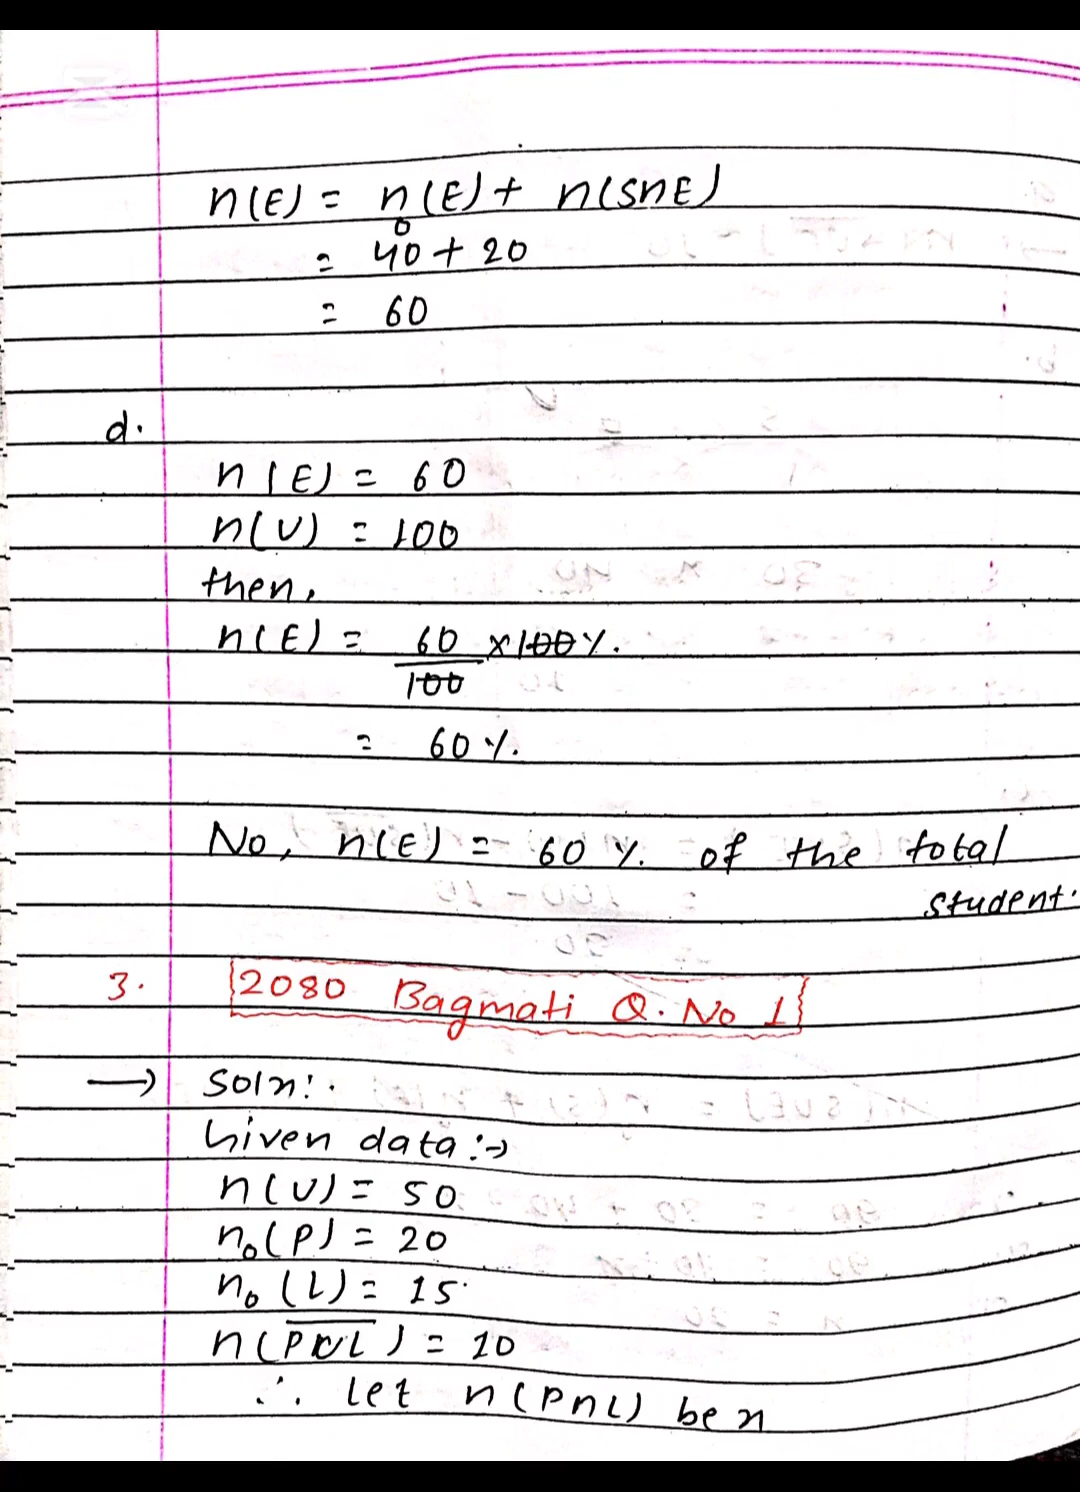 n(E) = n₀(E) + n(S∩E)
= 40 + 20
= 60
d.
n(E) = 60
n(U) = 100
then,
n(E) = 60/100 × 100%.
= 60%.
No, n(E) = 60%. of the total
student.
3. 2080 Bagmati Q. No 1
→ Soln:.
Given data :→
n(U) = 50
n₀(P) = 20
n₀(L) = 15
n(P̅∪̅L̅) = 10
∴ let n(P∩L) be x